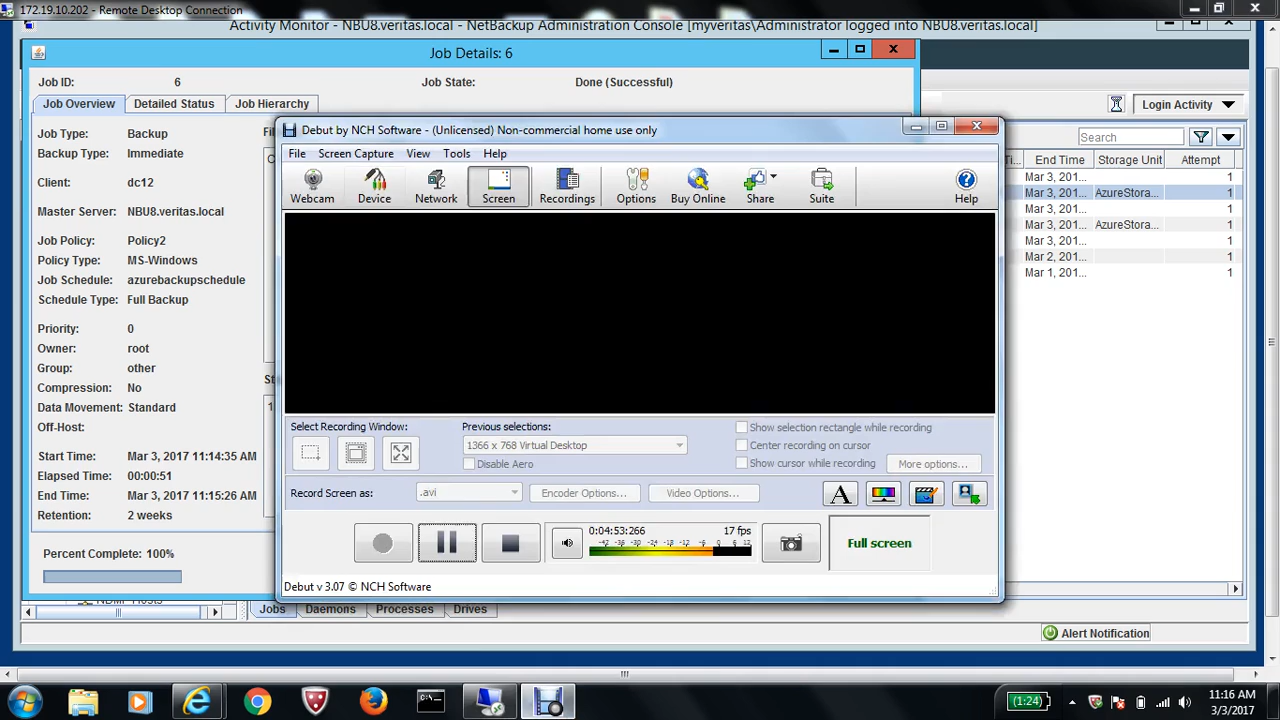 172.19.10.202 - Remote Desktop Connection
Activity Monitor - NBU8.veritas.local - NetBackup Administration Console [myveritas\Administrator logged into NBU8.veritas.local]
Job Details: 6
Job ID: 6 Job State: Done (Successful)
Job Overview Detailed Status Job Hierarchy
Login Activity
Search
Job Type: Backup
Backup Type: Immediate
Client: dc12
Master Server: NBU8.veritas.local
Job Policy: Policy2
Policy Type: MS-Windows
Job Schedule: azurebackupschedule
Schedule Type: Full Backup
Priority: 0
Owner: root
Group: other
Compression: No
Data Movement: Standard
Off-Host:
Start Time: Mar 3, 2017 11:14:35 AM
Elapsed Time: 00:00:51
End Time: Mar 3, 2017 11:15:26 AM
Retention: 2 weeks
Percent Complete: 100%
Debut by NCH Software - (Unlicensed) Non-commercial home use only
File Screen Capture View Tools Help
Webcam Device Network Screen Recordings Options Buy Online Share Suite Help
Select Recording Window: Previous selections:
1366 x 768 Virtual Desktop
Disable Aero
Show selection rectangle while recording
Center recording on cursor
Show cursor while recording More options...
Record Screen as: .avi Encoder Options... Video Options... A
0:04:53:266 17 fps
-42 -36 -30 -24 -18 -12 -6 0 6 12
Full screen
Debut v 3.07 © NCH Software
End Time Storage Unit Attempt
Mar 3, 201... 1
Mar 3, 201... AzureStora... 1
Mar 3, 201... 1
Mar 3, 201... AzureStora... 1
Mar 3, 201... 1
Mar 2, 201... 1
Mar 1, 201... 1
Jobs Daemons Processes Drives
Alert Notification
(1:24)
11:16 AM
3/3/2017